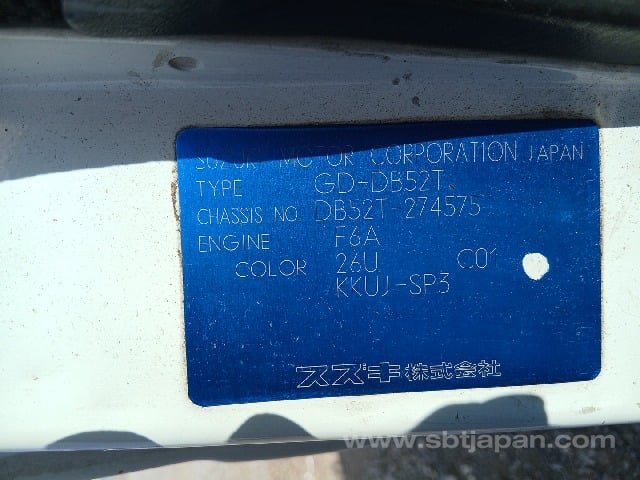 SUZUKI MOTOR CORPORATION JAPAN
TYPE GD-DB52T
CHASSIS NO. DB52T-274575
ENGINE F6A
COLOR 26U C01
KKUJ-SP3
スズキ株式会社
www.sbtjapan.com